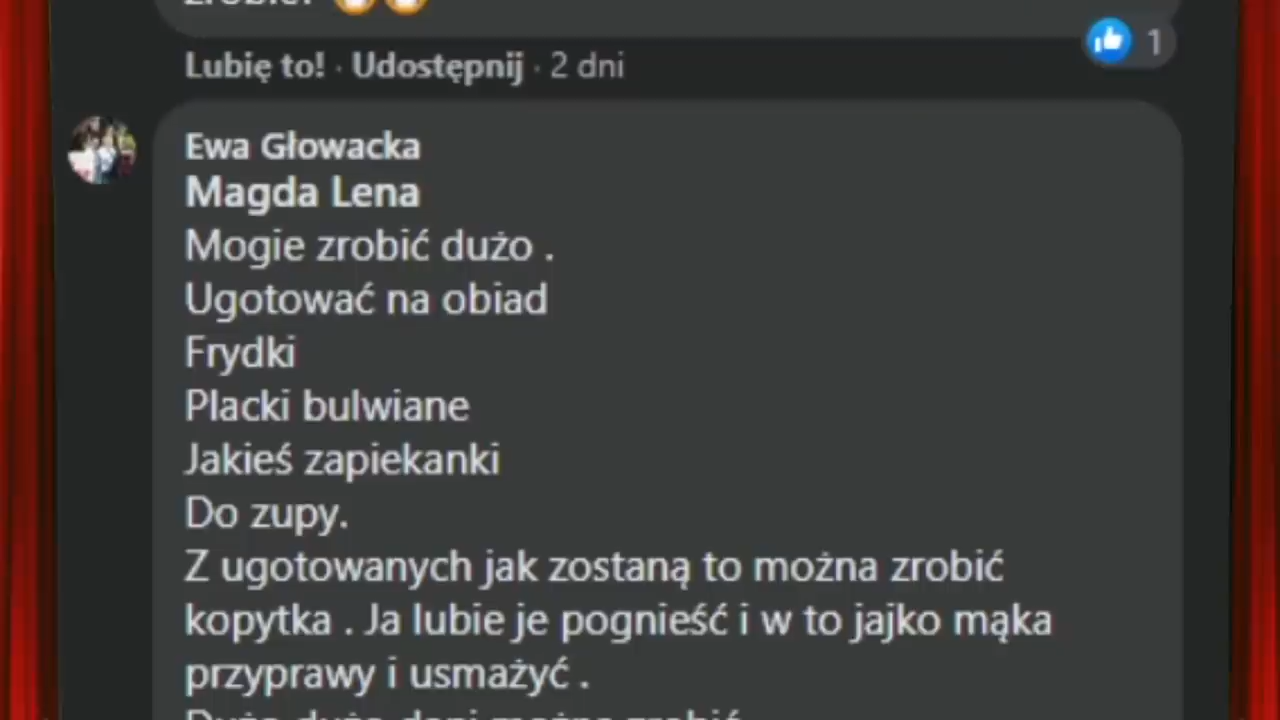 Lubię to! · Udostępnij · 2 dni
1
Ewa Głowacka
Magda Lena
Mogie zrobić dużo .
Ugotować na obiad
Frydki
Placki bulwiane
Jakieś zapiekanki
Do zupy.
Z ugotowanych jak zostaną to można zrobić
kopytka . Ja lubie je pognieść i w to jajko mąka
przyprawy i usmażyć .